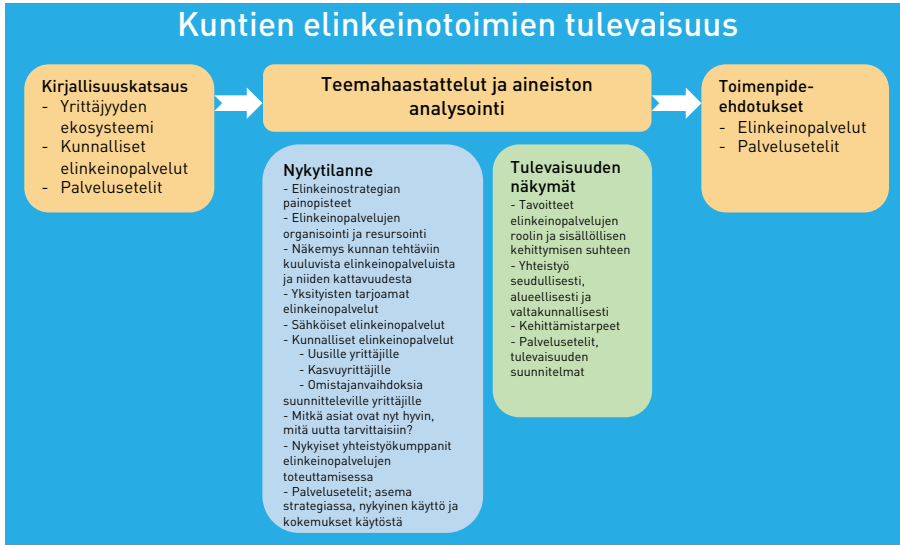 Kuntien elinkeinotoimien tulevaisuus
Kirjallisuuskatsaus
- Yrittäjyyden
ekosysteemi
- Kunnalliset
elinkeinopalvelut
- Palvelusetelit
Teemahaastattelut ja aineiston
analysointi
Toimenpide-
ehdotukset
- Elinkeinopalvelut
- Palvelusetelit
Nykytilanne
- Elinkeinostrategian
painopisteet
- Elinkeinopalvelujen
organisointi ja resursointi
- Näkemys kunnan tehtäviin
kuuluvista elinkeinopalveluista
ja niiden kattavuudesta
- Yksityisten tarjoamat
elinkeinopalvelut
- Sähköiset elinkeinopalvelut
- Kunnalliset elinkeinopalvelut
- Uusille yrittäjille
- Kasvuyrittäjille
- Omistajanvaihdoksia
suunnitteleville yrittäjille
- Mitkä asiat ovat nyt hyvin,
mitä uutta tarvittaisiin?
- Nykyiset yhteistyökumppanit
elinkeinopalvelujen
toteuttamisessa
- Palvelusetelit; asema
strategiassa, nykyinen käyttö ja
kokemukset käytöstä
Tulevaisuuden
näkymät
- Tavoitteet
elinkeinopalvelujen
roolin ja sisällöllisen
kehittymisen suhteen
- Yhteistyö
seudullisesti,
alueellisesti ja
valtakunnallisesti
- Kehittämistarpeet
- Palvelusetelit,
tulevaisuuden
suunnitelmat